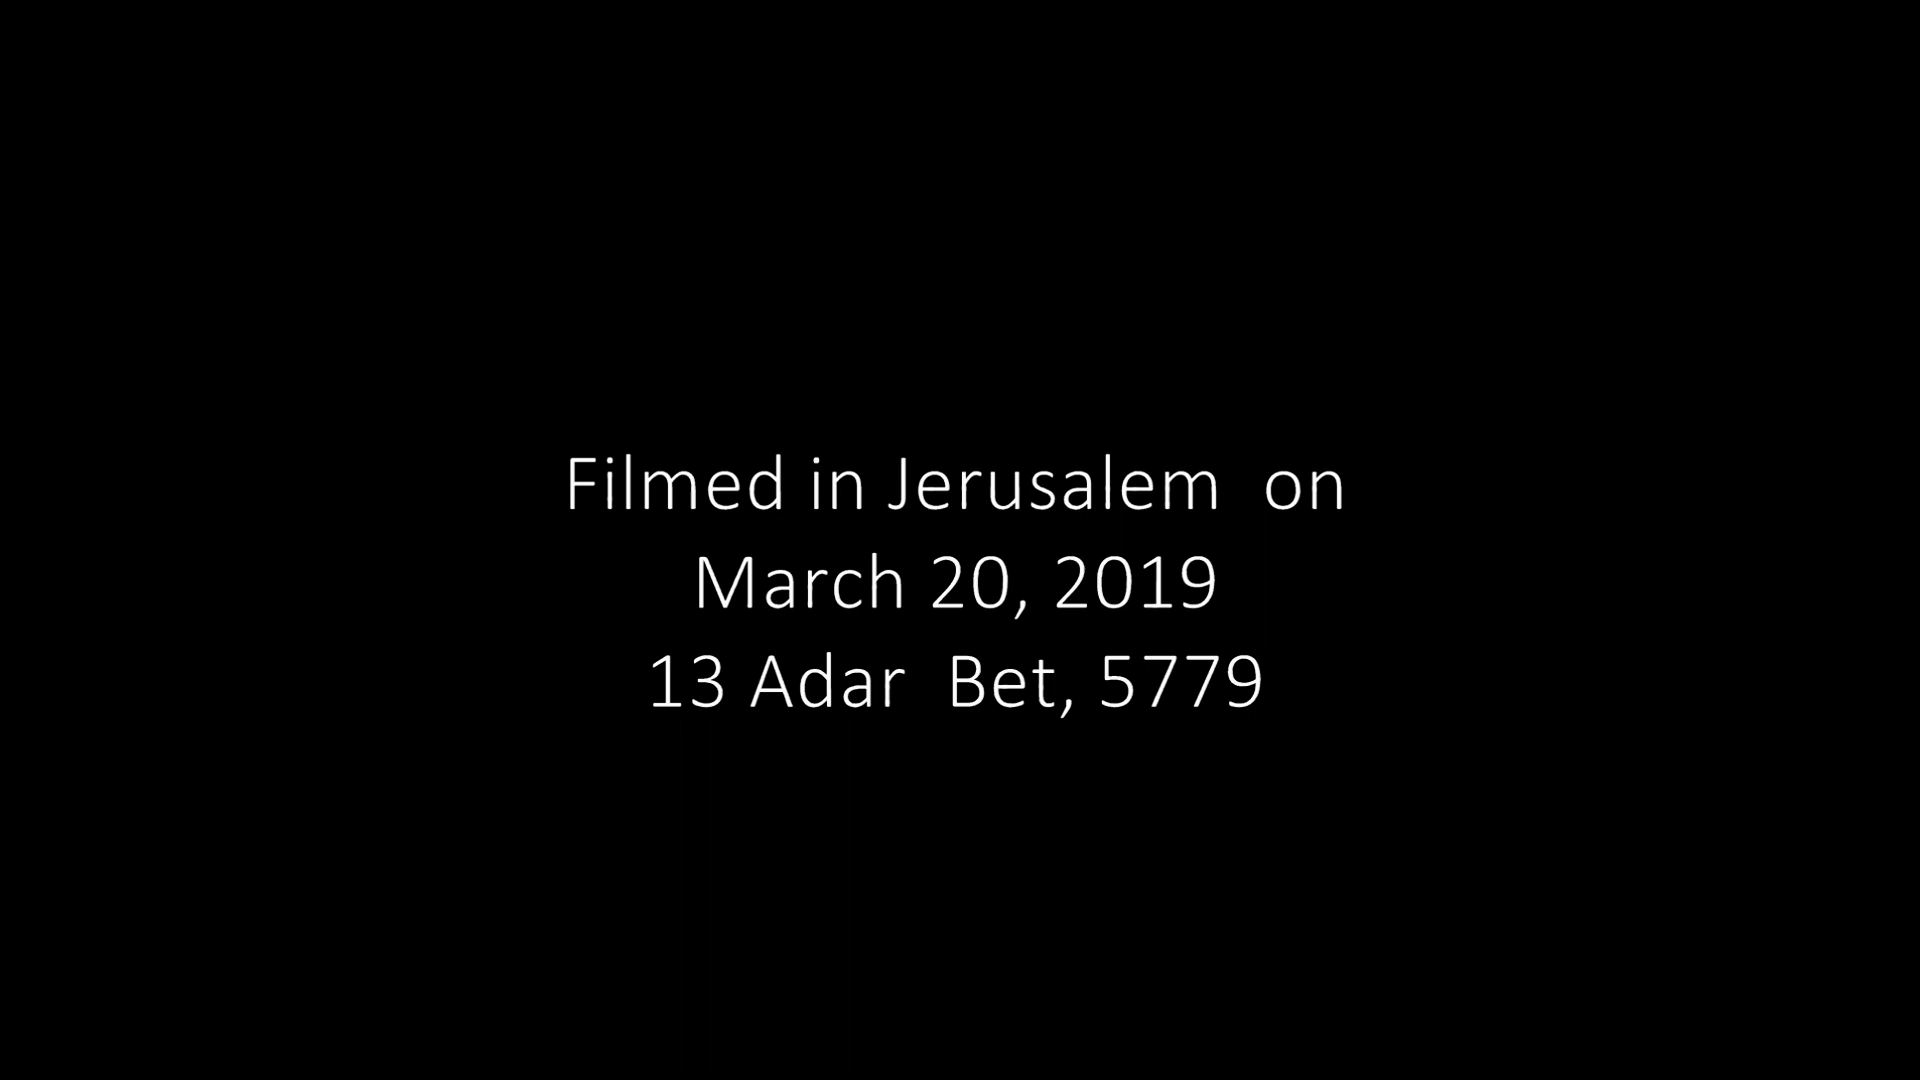 Filmed in Jerusalem on
March 20, 2019
13 Adar Bet, 5779